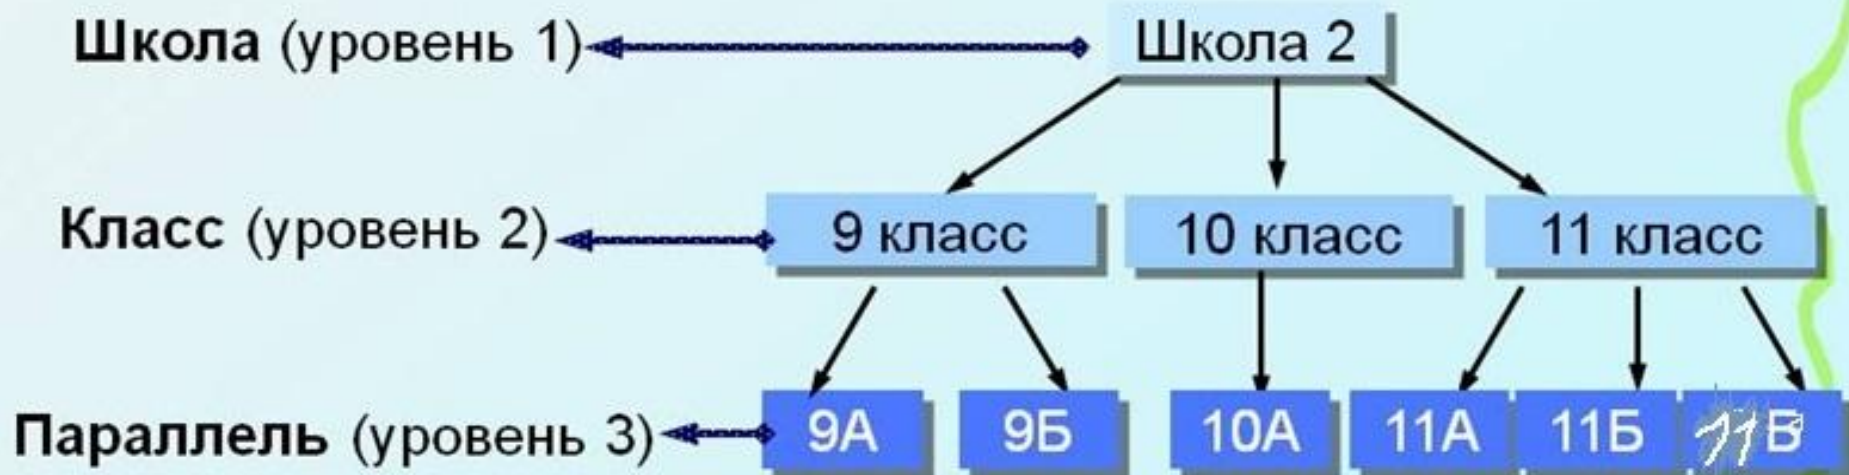 Школа (уровень 1) Школа 2
Класс (уровень 2) 9 класс 10 класс 11 класс
Параллель (уровень 3) 9А 9Б 10А 11А 11Б 11В